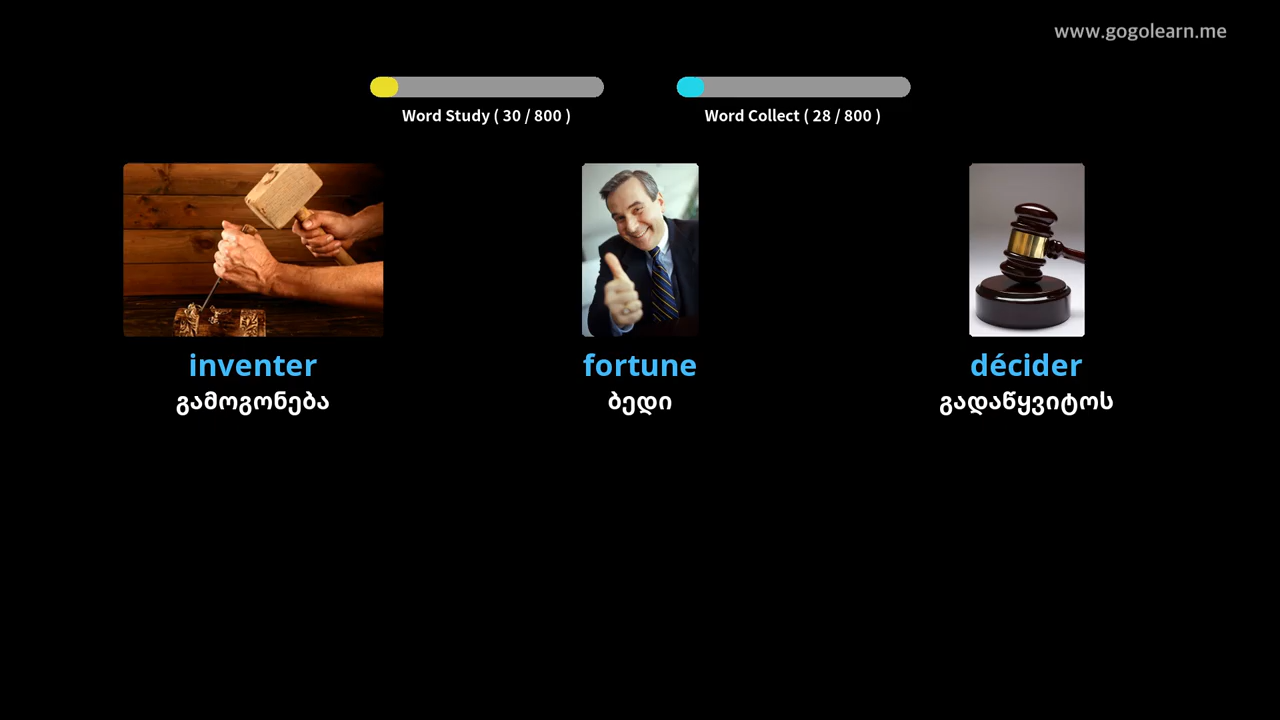 www.gogolearn.me
Word Study ( 30 / 800 )
Word Collect ( 28 / 800 )
inventer
გამოგონება
fortune
ბედი
décider
გადაწყვიტოს